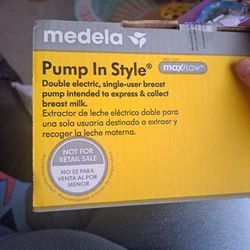 medela
Pump In Style®
maxFLOW™
Double electric, single-user breast
pump intended to express & collect
breast milk.
Extractor de leche eléctrico doble para
una sola usuaria destinado a extraer y
recoger la leche materna.
NOT FOR
RETAIL SALE
NO ES PARA
VENTA AL POR
MENOR